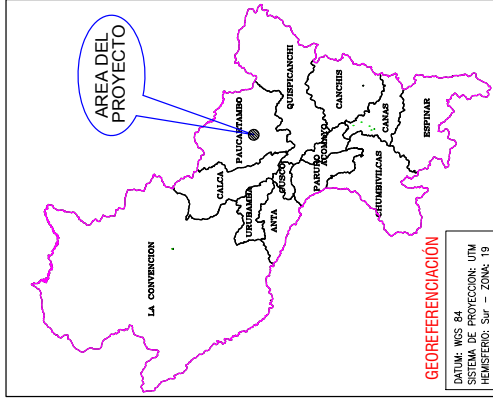 AREA DEL
PROYECTO
LA CONVENCION
CALCA
PAUCARTAMBO
URUBAMBA
ANTA
CUSCO
QUISPICANCHI
PARURO
ACOMAYO
CANCHIS
CHUMBIVILCAS
CANAS
ESPINAR
GEOREFERENCIACIÓN
DATUM: WGS 84
SISTEMA DE PROYECCION: UTM
HEMISFERIO: Sur - ZONA: 19